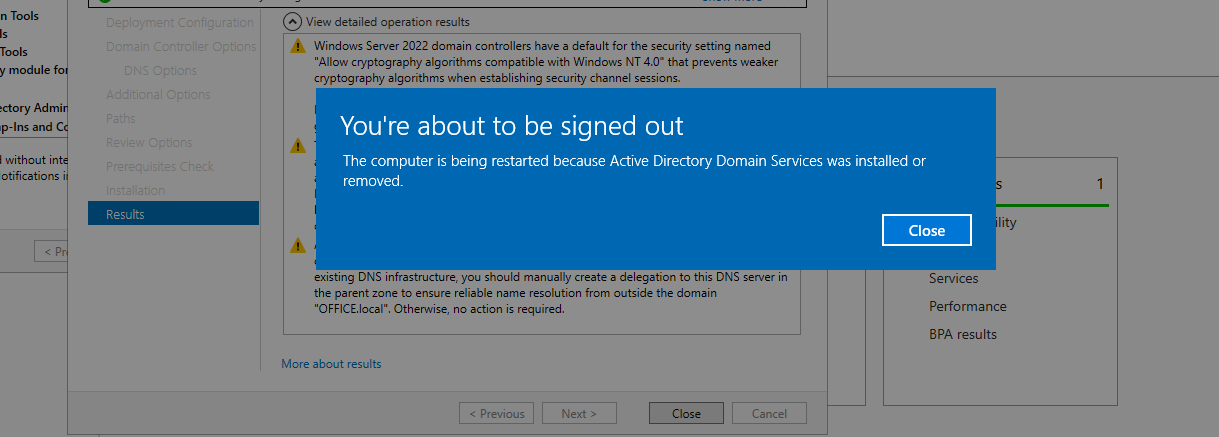 n Tools
ls
Tools
y module for
ectory Admin
ap-Ins and Co
d without inte
Notifications i
Deployment Configuration
Domain Controller Options
DNS Options
Additional Options
Paths
Review Options
Prerequisites Check
Installation
Results
View detailed operation results
Windows Server 2022 domain controllers have a default for the security setting named
"Allow cryptography algorithms compatible with Windows NT 4.0" that prevents weaker
cryptography algorithms when establishing security channel sessions.
You're about to be signed out
The computer is being restarted because Active Directory Domain Services was installed or
removed.
Close
existing DNS infrastructure, you should manually create a delegation to this DNS server in
the parent zone to ensure reliable name resolution from outside the domain
"OFFICE.local". Otherwise, no action is required.
More about results
< Previous
Next >
Close
Cancel
s 1
ility
Services
Performance
BPA results